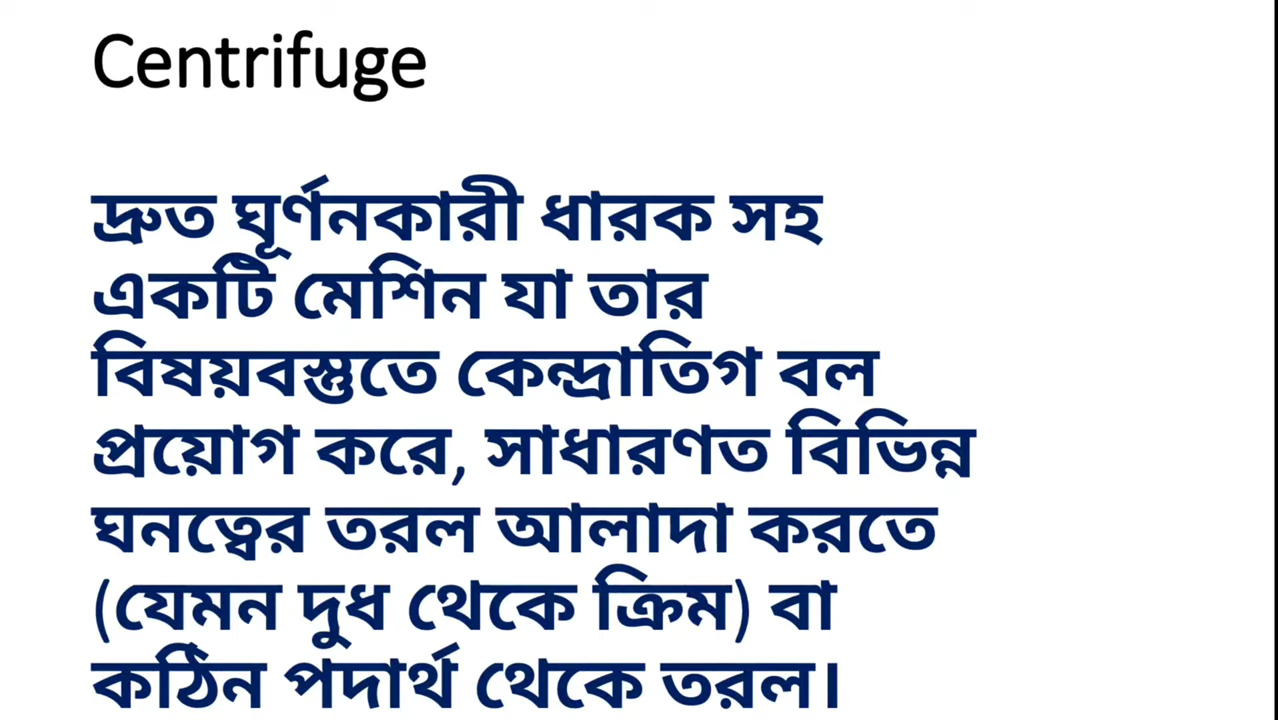 Centrifuge
দ্রুত ঘূর্ণনকারী ধারক সহ
একটি মেশিন যা তার
বিষয়বস্তুতে কেন্দ্রাতিগ বল
প্রয়োগ করে, সাধারণত বিভিন্ন
ঘনত্বের তরল আলাদা করতে
(যেমন দুধ থেকে ক্রিম) বা
কঠিন পদার্থ থেকে তরল।